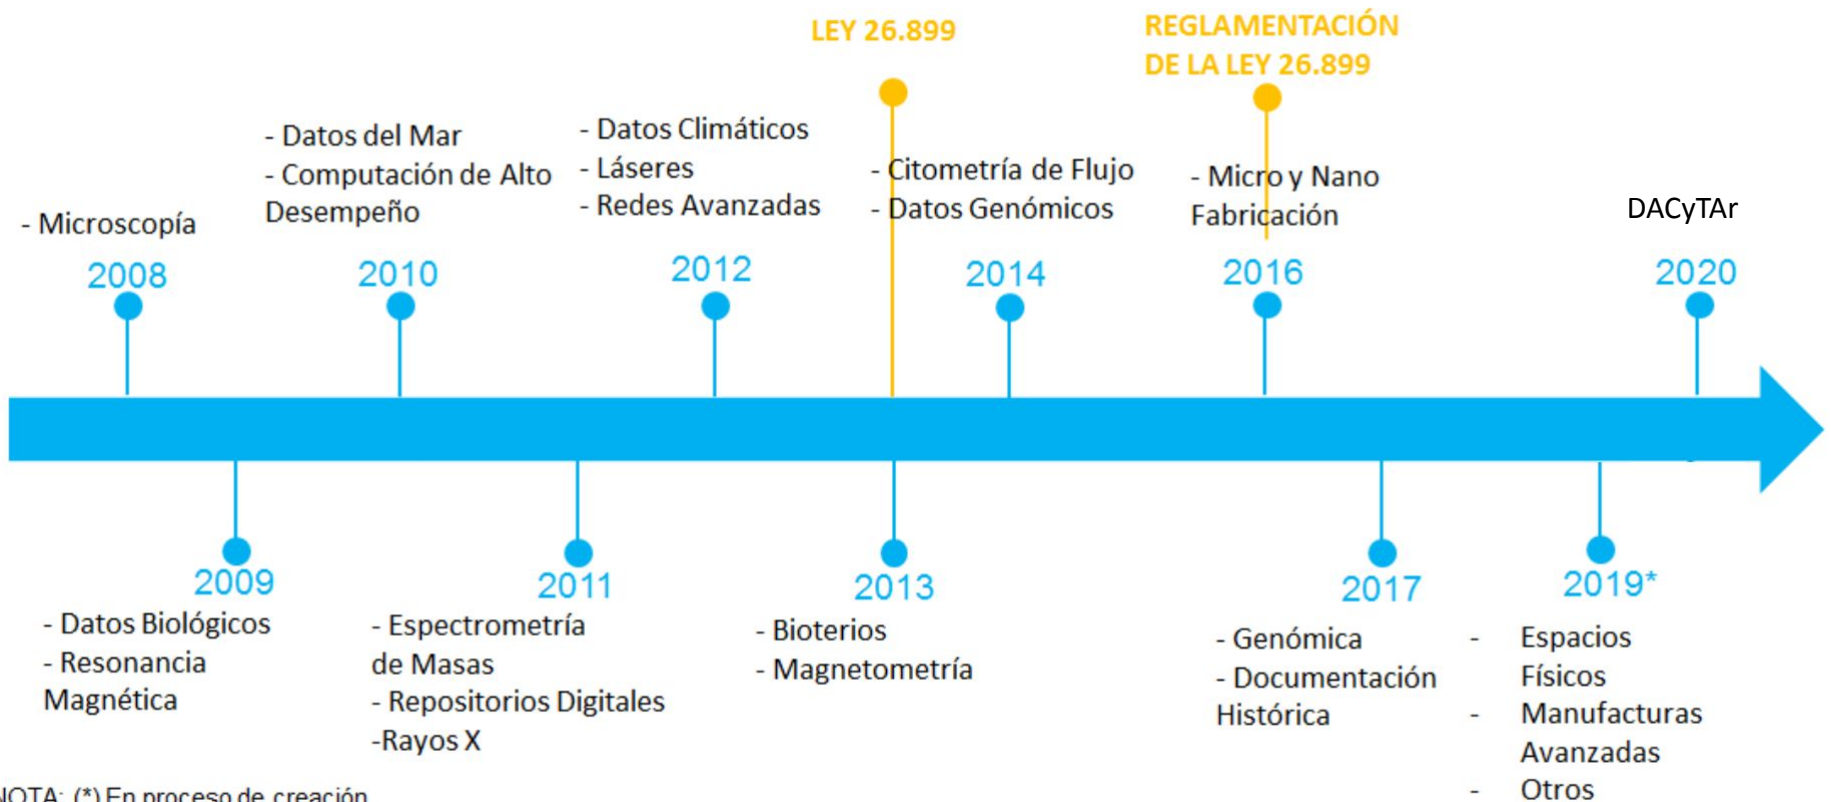 LEY 26.899
REGLAMENTACIÓN
DE LA LEY 26.899
- Microscopía
2008
- Datos del Mar
- Computación de Alto
Desempeño
2010
- Datos Climáticos
- Láseres
- Redes Avanzadas
2012
- Citometría de Flujo
- Datos Genómicos
2014
- Micro y Nano
Fabricación
2016
DACyTAr
2020
2009
- Datos Biológicos
- Resonancia
Magnética
2011
- Espectrometría
de Masas
- Repositorios Digitales
-Rayos X
2013
- Bioterios
- Magnetometría
2017
- Genómica
- Documentación
Histórica
2019*
- Espacios
Físicos
- Manufacturas
Avanzadas
- Otros
NOTA: (*) En proceso de creación